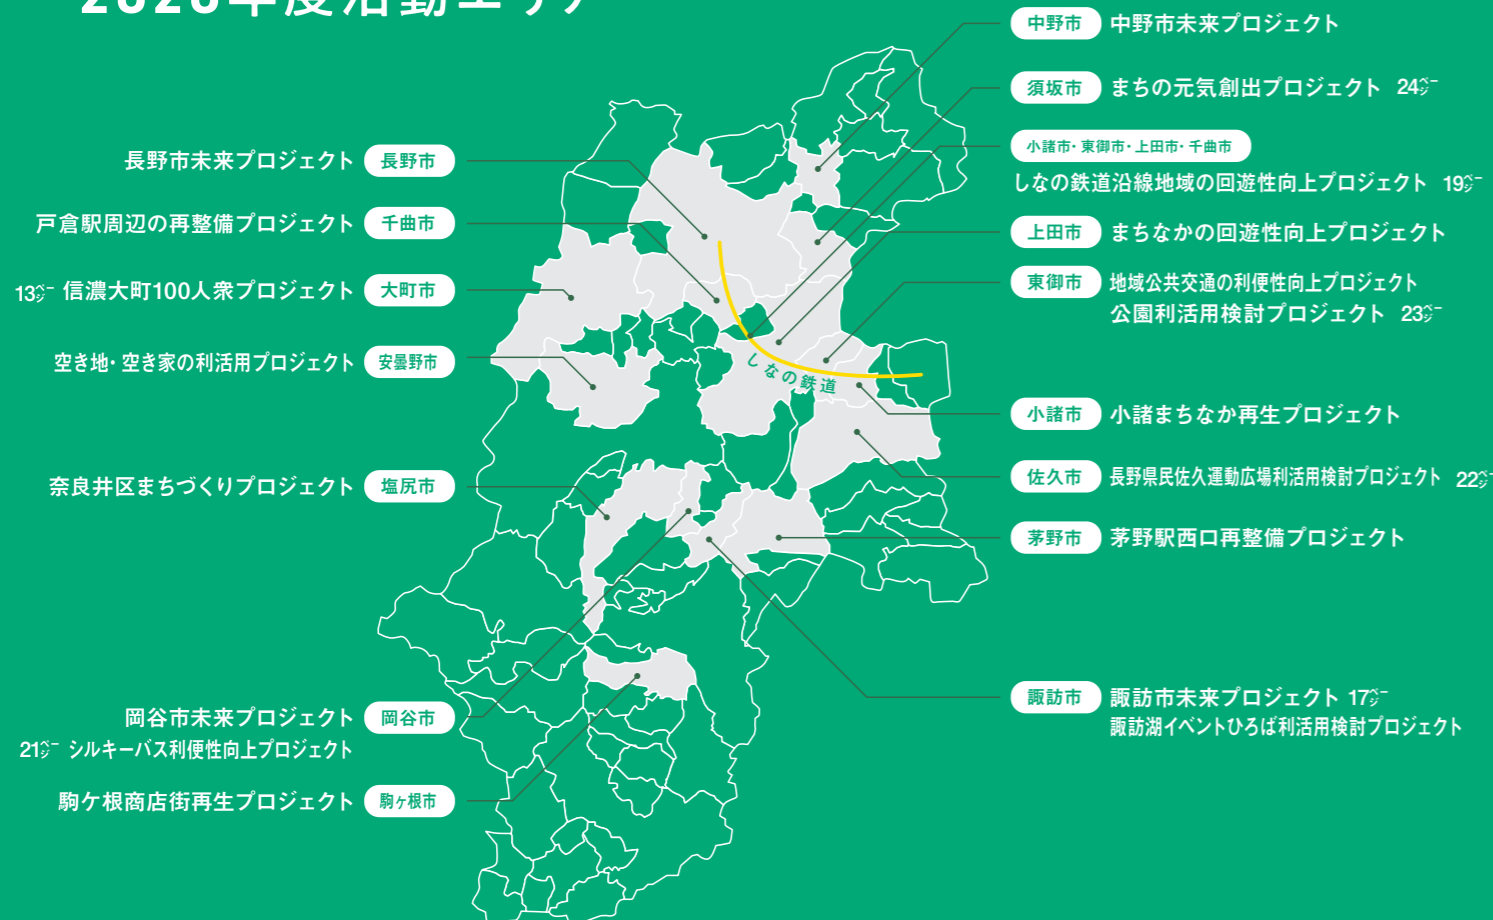 年度活動エリア
長野市未来プロジェクト 長野市
戸倉駅周辺の再整備プロジェクト 千曲市
13ページ 信濃大町100人衆プロジェクト 大町市
空き地・空き家の利活用プロジェクト 安曇野市
奈良井区まちづくりプロジェクト 塩尻市
岡谷市未来プロジェクト 岡谷市
21ページ シルキーバス利便性向上プロジェクト
駒ケ根商店街再生プロジェクト 駒ヶ根市
しなの鉄道
中野市 中野市未来プロジェクト
須坂市 まちの元気創出プロジェクト 24ページ
小諸市・東御市・上田市・千曲市
しなの鉄道沿線地域の回遊性向上プロジェクト 19ページ
上田市 まちなかの回遊性向上プロジェクト
東御市 地域公共交通の利便性向上プロジェクト
公園利活用検討プロジェクト 23ページ
小諸市 小諸まちなか再生プロジェクト
佐久市 長野県民佐久運動広場利活用検討プロジェクト 22ページ
茅野市 茅野駅西口再整備プロジェクト
諏訪市 諏訪市未来プロジェクト 17ページ
諏訪湖イベントひろば利活用検討プロジェクト